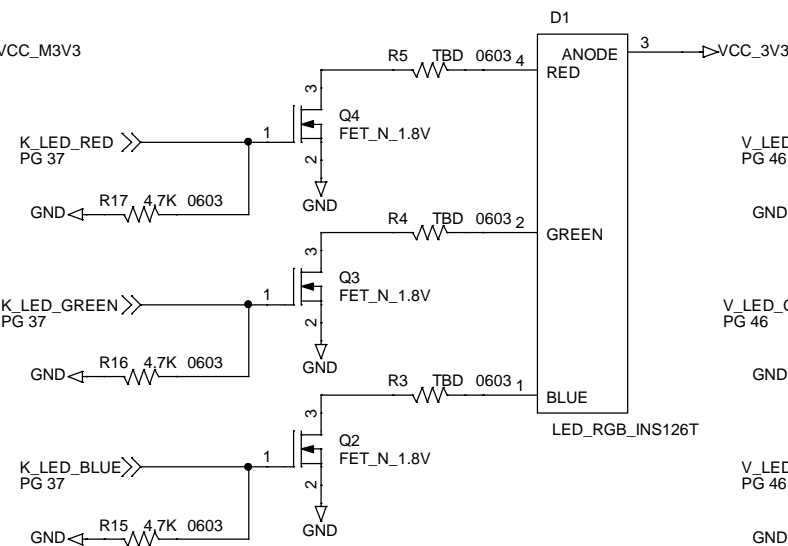 D1
VCC_M3V3
R5 TBD 0603 4
ANODE
3
VCC_3V3
RED
3
Q4
FET_N_1.8V
K_LED_RED
PG 37
1
2
V_LED
PG 46
R17 4.7K 0603
GND
GND
GND
R4 TBD 0603 2
GREEN
3
Q3
FET_N_1.8V
K_LED_GREEN
PG 37
1
2
V_LED_G
PG 46
R16 4.7K 0603
GND
GND
GND
R3 TBD 0603 1
BLUE
3
LED_RGB_INS126T
Q2
FET_N_1.8V
K_LED_BLUE
PG 37
1
2
V_LED
PG 46
R15 4.7K 0603
GND
GND
GND